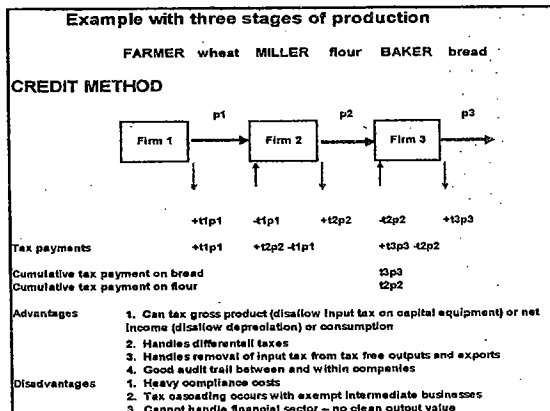 Example with three stages of production
FARMER wheat MILLER flour BAKER bread
CREDIT METHOD
p1 p2 p3
Firm 1 Firm 2 Firm 3
+t1p1 -t1p1 +t2p2 -t2p2 +t3p3
Tax payments +t1p1 +t2p2 -t1p1 +t3p3 -t2p2
Cumulative tax payment on bread t3p3
Cumulative tax payment on flour t2p2
Advantages 1. Can tax gross product (disallow input tax on capital equipment) or net
income (disallow depreciation) or consumption
2. Handles differentail taxes
3. Handles removal of input tax from tax free outputs and exports
4. Good audit trail between and within companies
Disadvantages 1. Heavy compliance costs
2. Tax cascading occurs with exempt intermediate businesses
3. Cannot handle financial sector – no clean output value